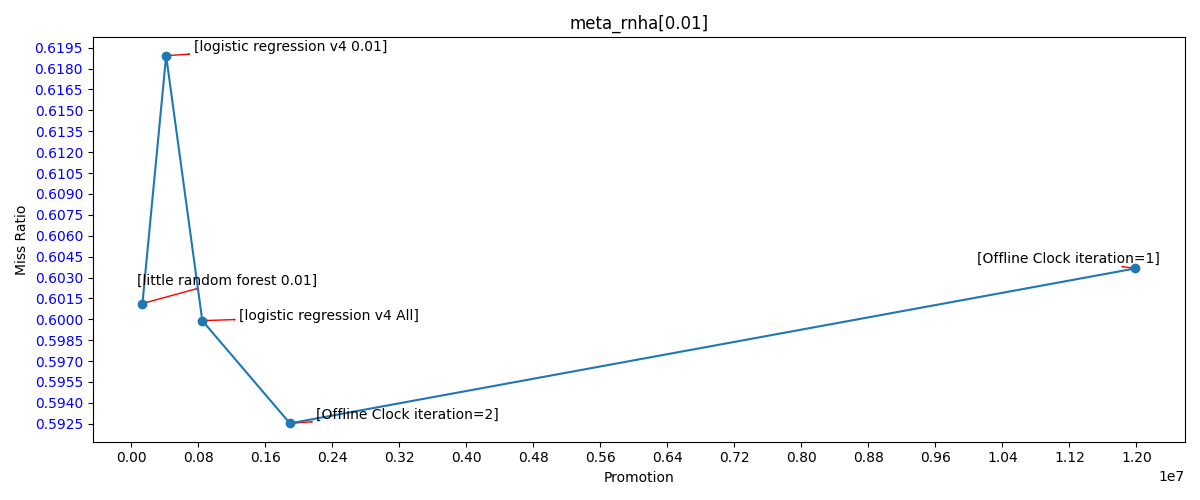 meta_rnha[0.01]
Miss Ratio
0.6195
0.6180
0.6165
0.6150
0.6135
0.6120
0.6105
0.6090
0.6075
0.6060
0.6045
0.6030
0.6015
0.6000
0.5985
0.5970
0.5955
0.5940
0.5925
[logistic regression v4 0.01]
[Offline Clock iteration=1]
[little random forest 0.01]
[logistic regression v4 All]
[Offline Clock iteration=2]
0.00 0.08 0.16 0.24 0.32 0.40 0.48 0.56 0.64 0.72 0.80 0.88 0.96 1.04 1.12 1.20
1e7
Promotion